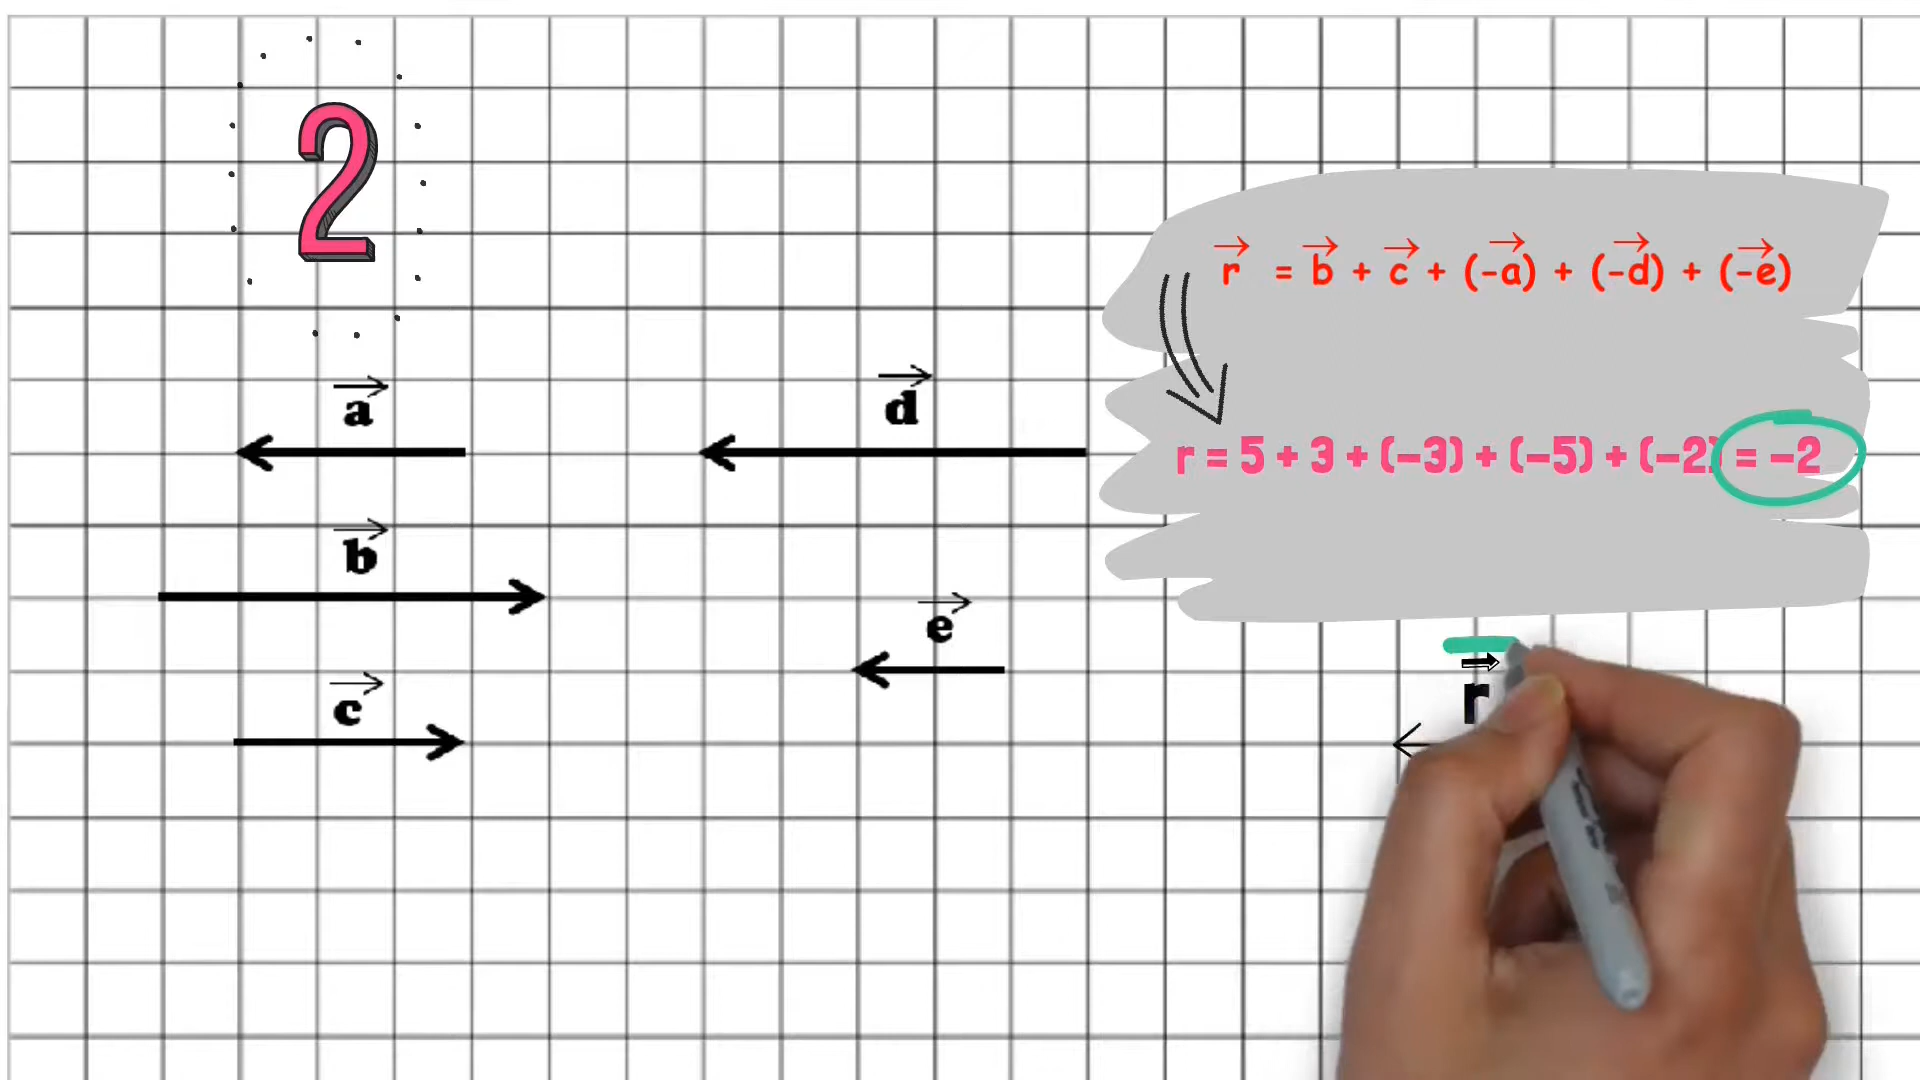 2
r = b + c + (-a) + (-d) + (-e)
a
d
r = 5 + 3 + (-3) + (-5) + (-2) = -2
b
e
c
r